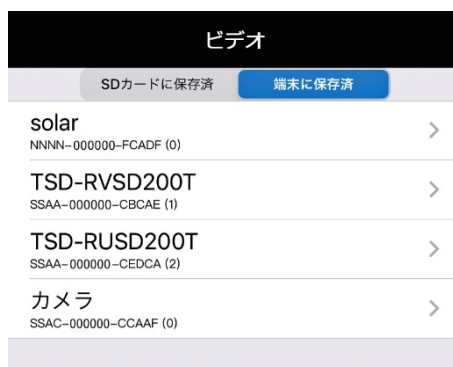 ビデオ
SDカードに保存済
端末に保存済
solar
NNNN-000000-FCADF (0)
TSD-RVSD200T
SSAA-000000-CBCAE (1)
TSD-RUSD200T
SSAA-000000-CEDCA (2)
カメラ
SSAC-000000-CCAAF (0)